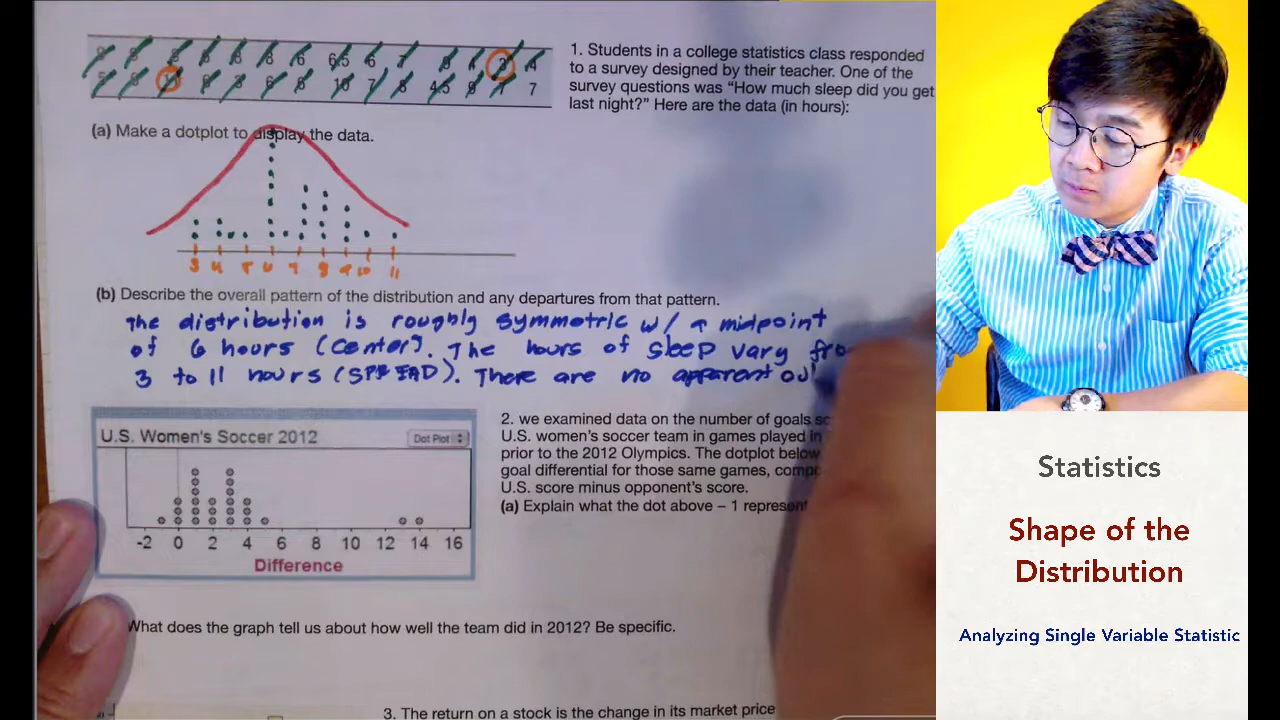 1. Students in a college statistics class responded
to a survey designed by their teacher. One of the
survey questions was “How much sleep did you get
last night?” Here are the data (in hours):
7
(a) Make a dotplot to display the data.
3 4 5 6 7 8 9 10 11
(b) Describe the overall pattern of the distribution and any departures from that pattern.
The distribution is roughly symmetric w/ a midpoint
of 6 hours (center). The hours of sleep vary fro
3 to 11 hours (SPREAD). There are no apparent ou
U.S. Women's Soccer 2012
Dot Plot
-2 0 2 4 6 8 10 12 14 16
Difference
2. we examined data on the number of goals sc
U.S. women's soccer team in games played in
prior to the 2012 Olympics. The dotplot below
goal differential for those same games, comp
U.S. score minus opponent's score.
(a) Explain what the dot above – 1 represent
What does the graph tell us about how well the team did in 2012? Be specific.
3. The return on a stock is the change in its market price
Statistics
Shape of the
Distribution
Analyzing Single Variable Statistic